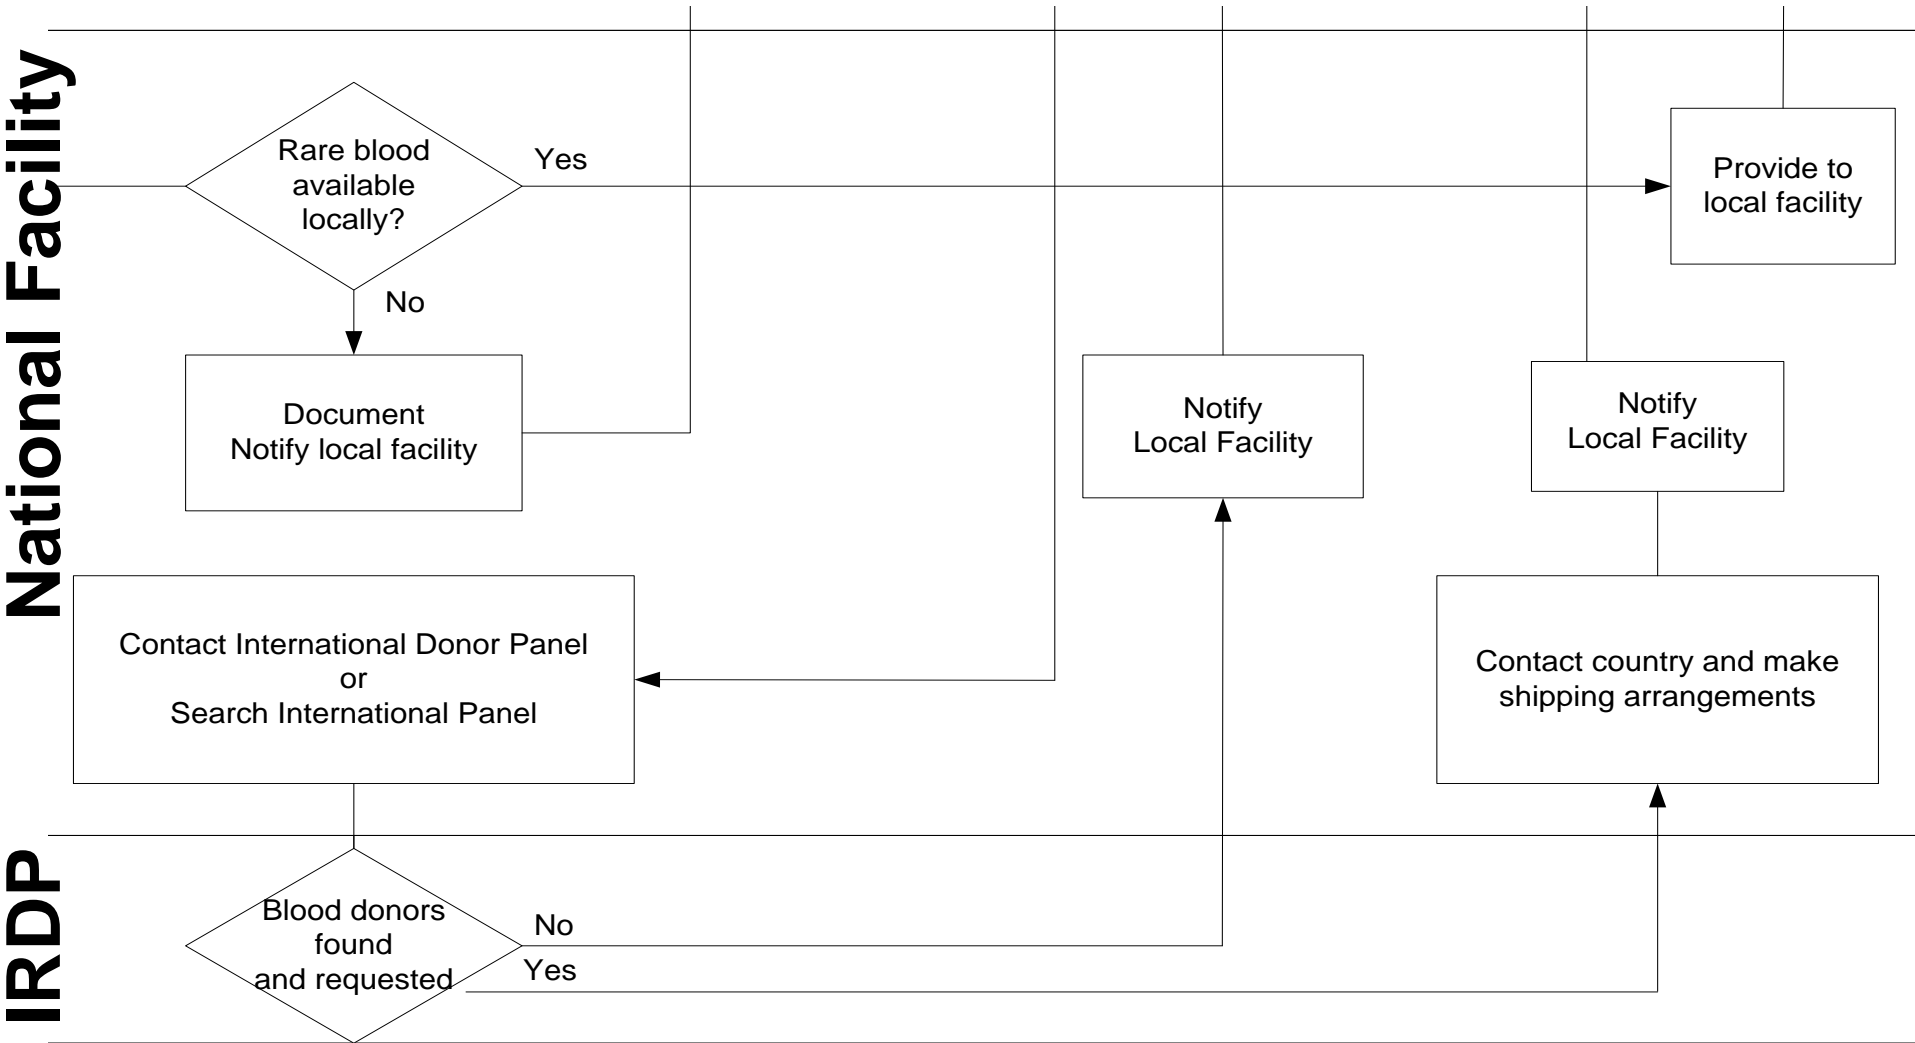 National Facility
Rare blood
available
locally?
Yes
Provide to
local facility
No
Document
Notify local facility
Notify
Local Facility
Notify
Local Facility
Contact International Donor Panel
or
Search International Panel
Contact country and make
shipping arrangements
IRDP
Blood donors
found
and requested
No
Yes